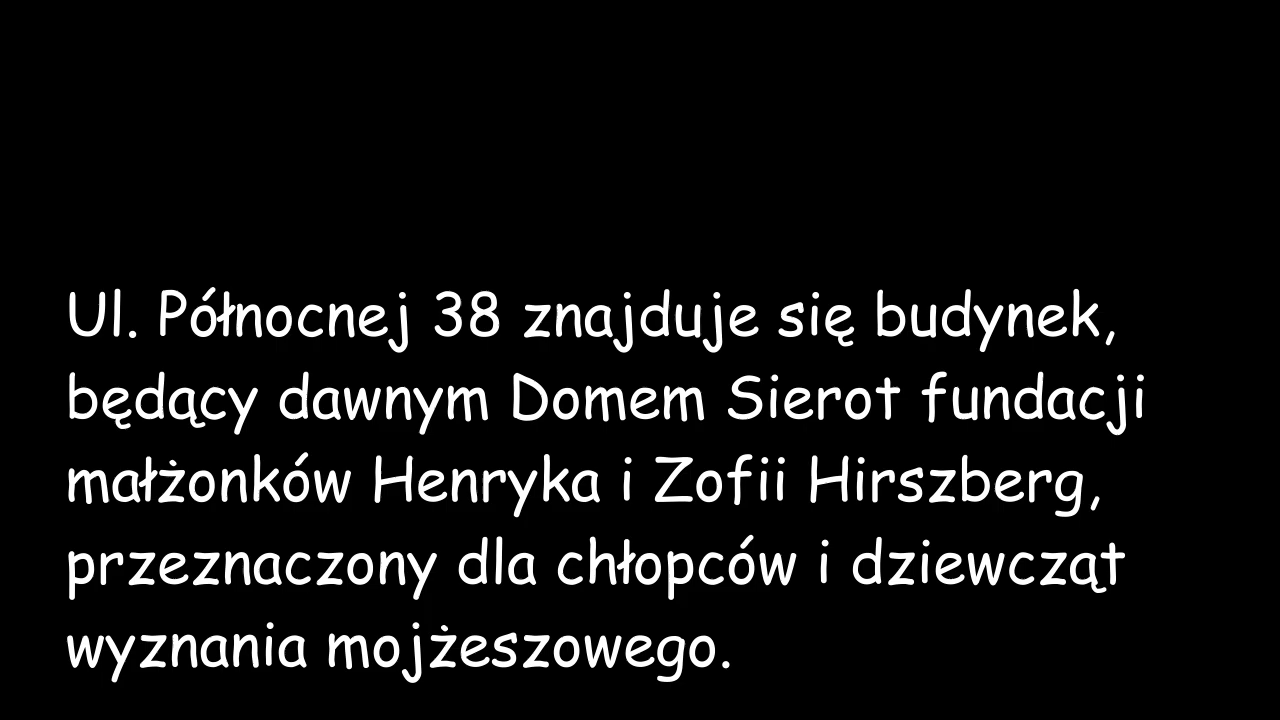 Ul. Północnej 38 znajduje się budynek,
będący dawnym Domem Sierot fundacji
małżonków Henryka i Zofii Hirszberg,
przeznaczony dla chłopców i dziewcząt
wyznania mojżeszowego.